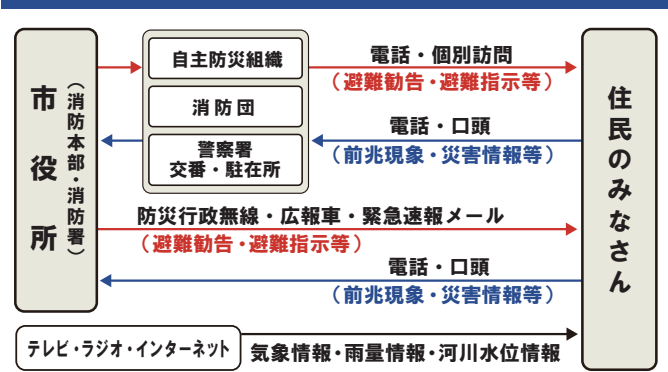 市役所
（消防本部・消防署）
自主防災組織
消防団
警察署
交番・駐在所
電話・個別訪問
（避難勧告・避難指示等）
電話・口頭
（前兆現象・災害情報等）
防災行政無線・広報車・緊急速報メール
（避難勧告・避難指示等）
電話・口頭
（前兆現象・災害情報等）
住民のみなさん
テレビ・ラジオ・インターネット
気象情報・雨量情報・河川水位情報